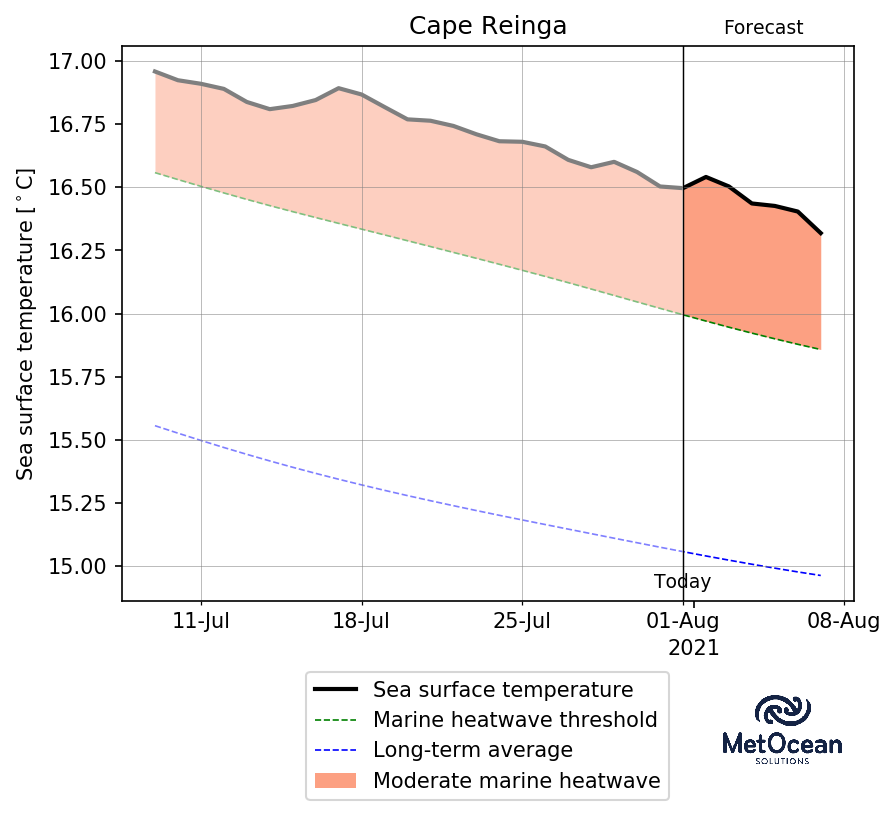 Cape Reinga
Forecast
17.00
16.75
16.50
16.25
16.00
15.75
15.50
15.25
15.00
Sea surface temperature [°C]
Today
11-Jul 18-Jul 25-Jul 01-Aug 08-Aug
2021
Sea surface temperature
Marine heatwave threshold
Long-term average
Moderate marine heatwave
MetOcean
SOLUTIONS